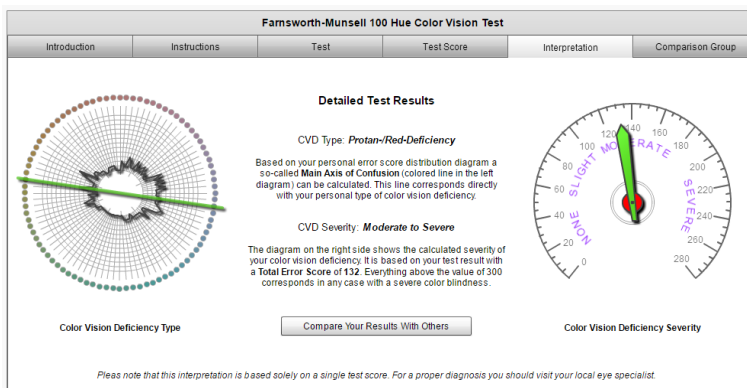 Farnsworth-Munsell 100 Hue Color Vision Test
Introduction
Instructions
Test
Test Score
Interpretation
Comparison Group
Detailed Test Results
CVD Type: Protan-/Red-Deficiency
Based on your personal error score distribution diagram a
so-called Main Axis of Confusion (colored line in the left
diagram) can be calculated. This line corresponds directly
with your personal type of color vision deficiency.
CVD Severity: Moderate to Severe
The diagram on the right side shows the calculated severity of
your color vision deficiency. It is based on your test result with
a Total Error Score of 132. Everything above the value of 300
corresponds in any case with a severe color blindness.
0
20
40
60
80
100
120
140
160
180
200
220
240
260
280
NONE
SLIGHT
MODERATE
SEVERE
Color Vision Deficiency Type
Compare Your Results With Others
Color Vision Deficiency Severity
Pleas note that this interpretation is based solely on a single test score. For a proper diagnosis you should visit your local eye specialist.